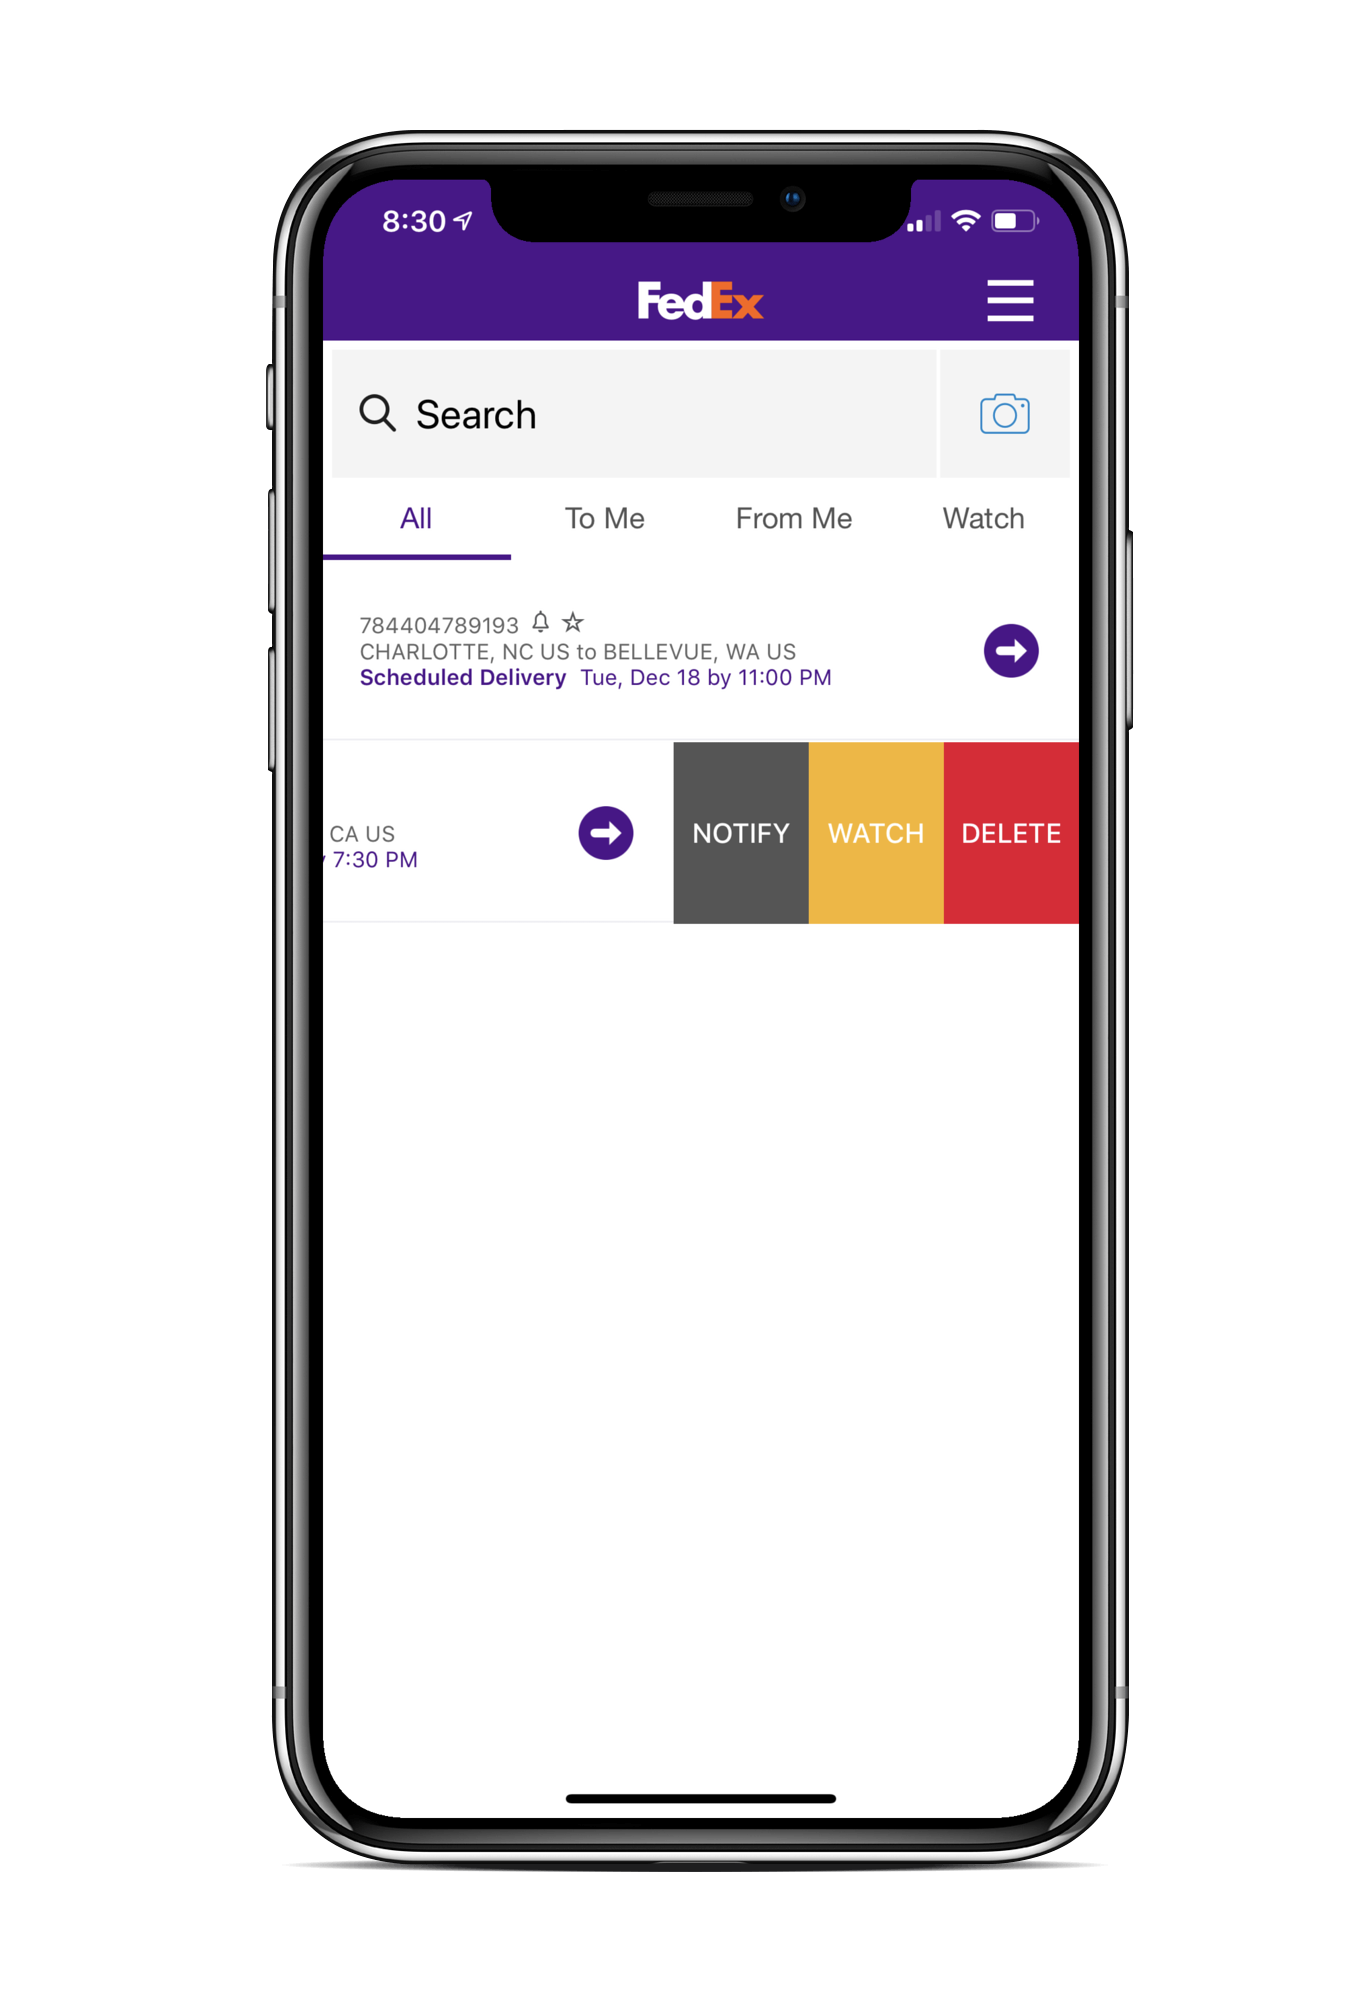 8:30
FedEx
Search
All To Me From Me Watch
784404789193
CHARLOTTE, NC US to BELLEVUE, WA US
Scheduled Delivery Tue, Dec 18 by 11:00 PM
CA US
7:30 PM
NOTIFY WATCH DELETE